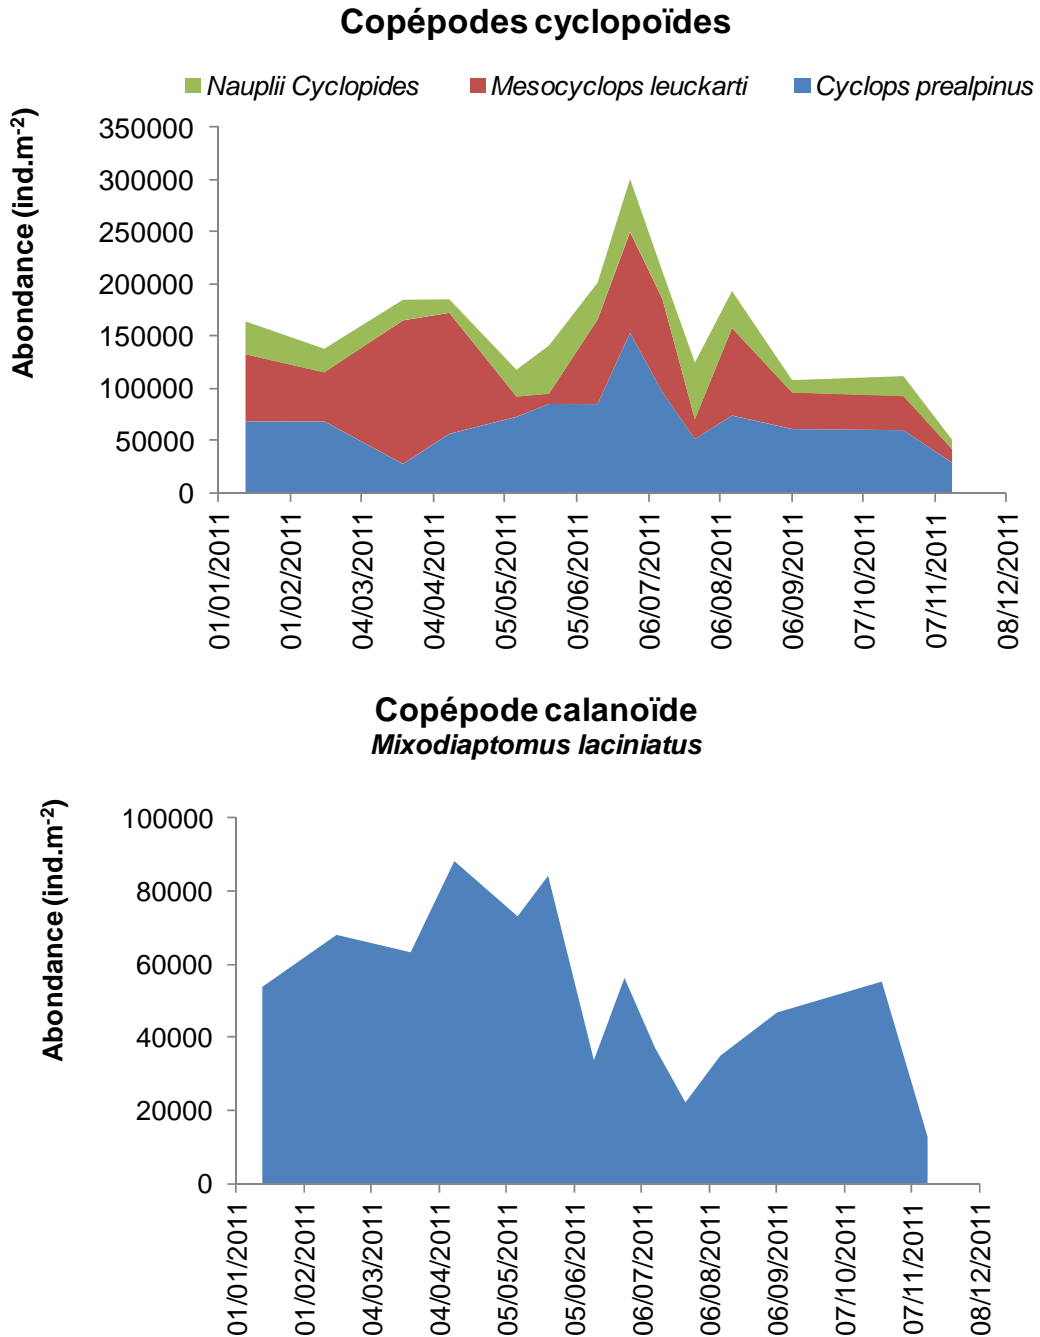 Copépodes cyclopoïdes
Nauplii Cyclopides Mesocyclops leuckarti Cyclops prealpinus
Abondance (ind.m-2)
350000
300000
250000
200000
150000
100000
50000
0
01/01/2011 01/02/2011 04/03/2011 04/04/2011 05/05/2011 05/06/2011 06/07/2011 06/08/2011 06/09/2011 07/10/2011 07/11/2011 08/12/2011
Copépode calanoïde
Mixodiaptomus laciniatus
Abondance (ind.m-2)
100000
80000
60000
40000
20000
0
01/01/2011 01/02/2011 04/03/2011 04/04/2011 05/05/2011 05/06/2011 06/07/2011 06/08/2011 06/09/2011 07/10/2011 07/11/2011 08/12/2011